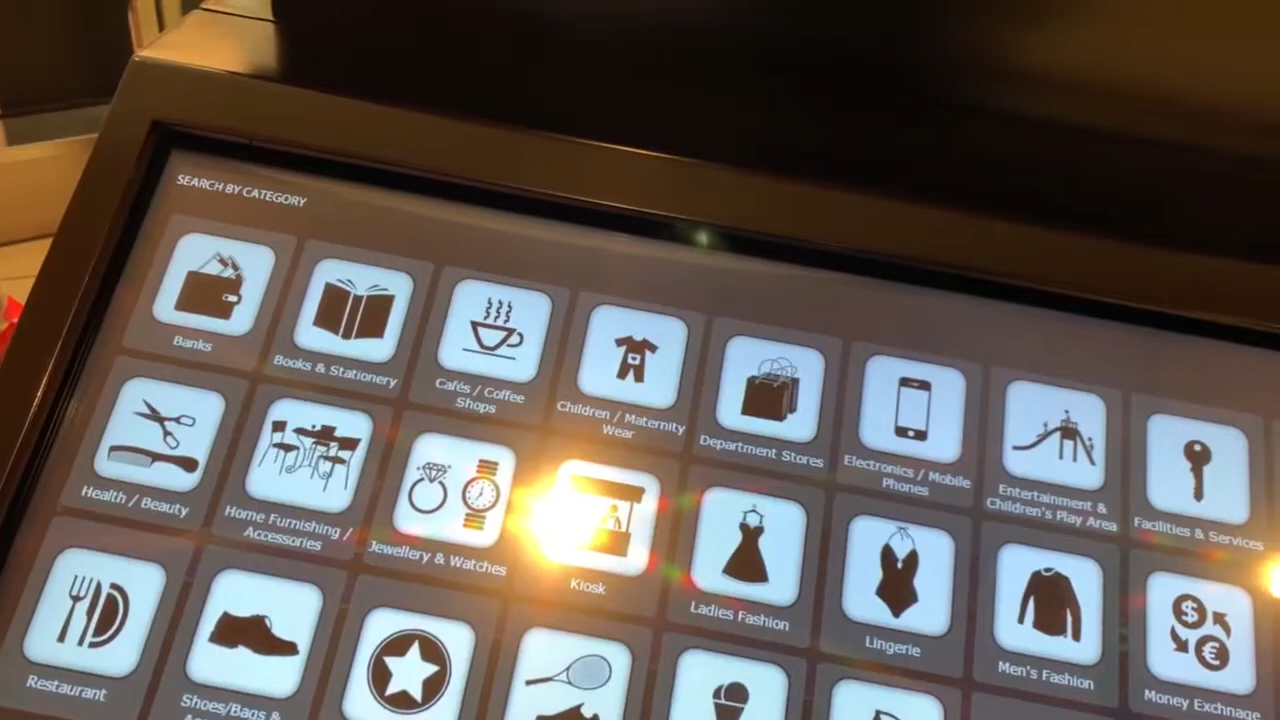 SEARCH BY CATEGORY
Banks
Books & Stationery
Cafés / Coffee
Shops
Children / Maternity
Wear
Department Stores
Electronics / Mobile
Phones
Entertainment &
Children's Play Area
Facilities & Services
Health / Beauty
Home Furnishing /
Accessories
Jewellery & Watches
Kiosk
Ladies Fashion
Lingerie
Men's Fashion
Money Exchnage
Restaurant
Shoes/Bags &